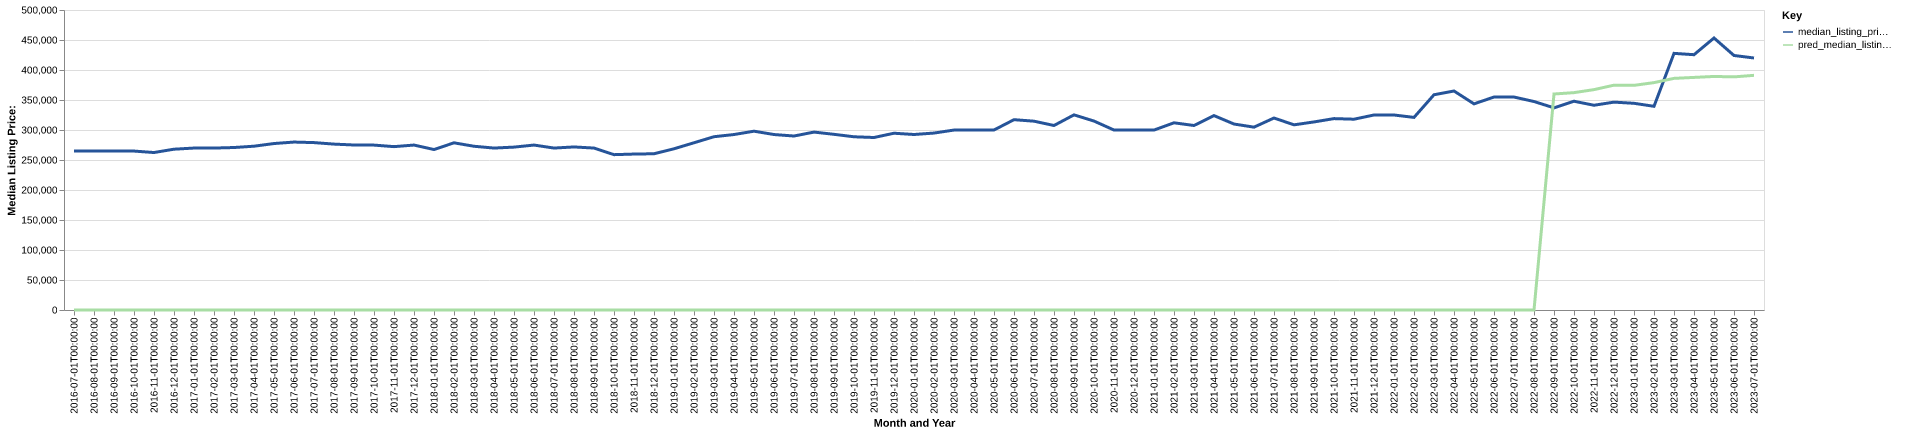 500,000
450,000
400,000
350,000
300,000
250,000
200,000
150,000
100,000
50,000
0
Median Listing Price:
2016-07-01T00:00:00
2016-08-01T00:00:00
2016-09-01T00:00:00
2016-10-01T00:00:00
2016-11-01T00:00:00
2016-12-01T00:00:00
2017-01-01T00:00:00
2017-02-01T00:00:00
2017-03-01T00:00:00
2017-04-01T00:00:00
2017-05-01T00:00:00
2017-06-01T00:00:00
2017-07-01T00:00:00
2017-08-01T00:00:00
2017-09-01T00:00:00
2017-10-01T00:00:00
2017-11-01T00:00:00
2017-12-01T00:00:00
2018-01-01T00:00:00
2018-02-01T00:00:00
2018-03-01T00:00:00
2018-04-01T00:00:00
2018-05-01T00:00:00
2018-06-01T00:00:00
2018-07-01T00:00:00
2018-08-01T00:00:00
2018-09-01T00:00:00
2018-10-01T00:00:00
2018-11-01T00:00:00
2018-12-01T00:00:00
2019-01-01T00:00:00
2019-02-01T00:00:00
2019-03-01T00:00:00
2019-04-01T00:00:00
2019-05-01T00:00:00
2019-06-01T00:00:00
2019-07-01T00:00:00
2019-08-01T00:00:00
2019-09-01T00:00:00
2019-10-01T00:00:00
2019-11-01T00:00:00
2019-12-01T00:00:00
2020-01-01T00:00:00
2020-02-01T00:00:00
2020-03-01T00:00:00
2020-04-01T00:00:00
2020-05-01T00:00:00
2020-06-01T00:00:00
2020-07-01T00:00:00
2020-08-01T00:00:00
2020-09-01T00:00:00
2020-10-01T00:00:00
2020-11-01T00:00:00
2020-12-01T00:00:00
2021-01-01T00:00:00
2021-02-01T00:00:00
2021-03-01T00:00:00
2021-04-01T00:00:00
2021-05-01T00:00:00
2021-06-01T00:00:00
2021-07-01T00:00:00
2021-08-01T00:00:00
2021-09-01T00:00:00
2021-10-01T00:00:00
2021-11-01T00:00:00
2021-12-01T00:00:00
2022-01-01T00:00:00
2022-02-01T00:00:00
2022-03-01T00:00:00
2022-04-01T00:00:00
2022-05-01T00:00:00
2022-06-01T00:00:00
2022-07-01T00:00:00
2022-08-01T00:00:00
2022-09-01T00:00:00
2022-10-01T00:00:00
2022-11-01T00:00:00
2022-12-01T00:00:00
2023-01-01T00:00:00
2023-02-01T00:00:00
2023-03-01T00:00:00
2023-04-01T00:00:00
2023-05-01T00:00:00
2023-06-01T00:00:00
2023-07-01T00:00:00
Month and Year
Key
median_listing_pri…
pred_median_listin…